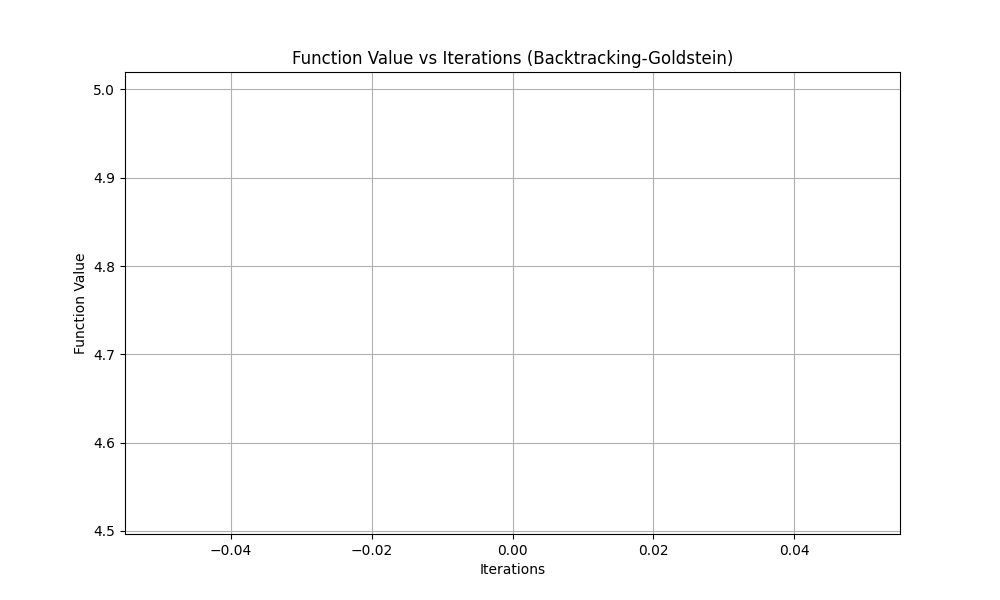 Function Value vs Iterations (Backtracking-Goldstein)
5.0
4.9
4.8
4.7
4.6
4.5
Function Value
−0.04 −0.02 0.00 0.02 0.04
Iterations